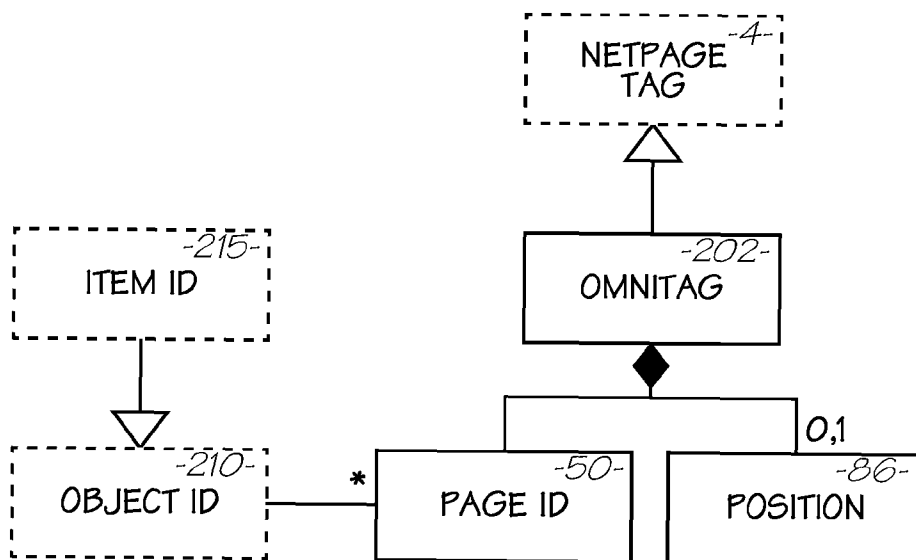 -4-
NETPAGE
TAG
-215-
ITEM ID
-202-
OMNITAG
0,1
-210-
OBJECT ID
*
-50-
PAGE ID
-86-
POSITION